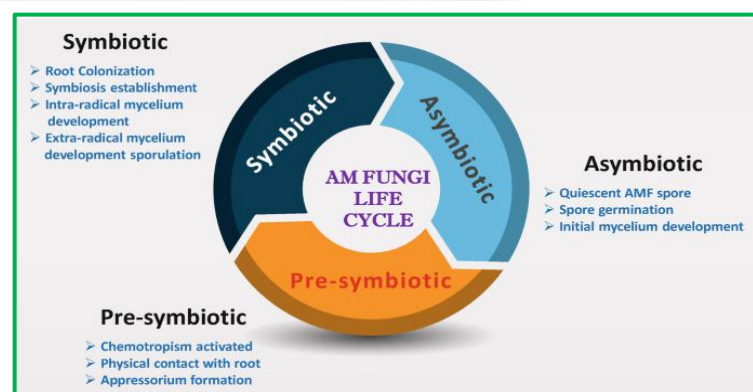 Symbiotic
➢ Root Colonization
➢ Symbiosis establishment
➢ Intra-radical mycelium
development
➢ Extra-radical mycelium
development sporulation
Symbiotic
Asymbiotic
AM FUNGI
LIFE
CYCLE
Pre-symbiotic
Asymbiotic
➢ Quiescent AMF spore
➢ Spore germination
➢ Initial mycelium development
Pre-symbiotic
➢ Chemotropism activated
➢ Physical contact with root
➢ Appressorium formation